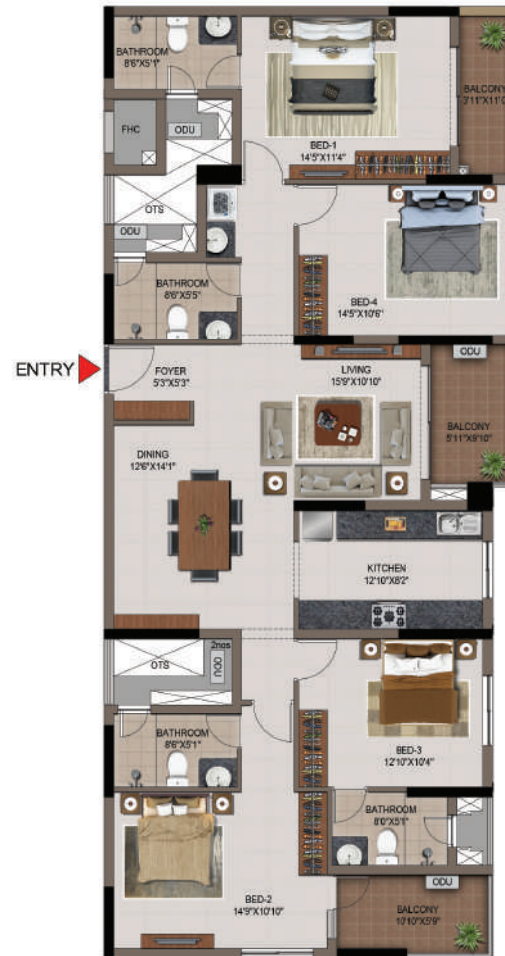 BATHROOM
8'6"X5'1"
BALCONY
3'11"X11'0"
FHC
ODU
BED-1
14'5"X11'4"
OTS
ODU
BATHROOM
8'6"X5'5"
BED-4
14'5"X10'6"
ENTRY
FOYER
5'3"X5'3"
LIVING
15'9"X10'10"
ODU
BALCONY
5'11"X9'10"
DINING
12'6"X14'1"
KITCHEN
12'10"X8'2"
OTS
2nos
ODU
BATHROOM
8'6"X5'1"
BED-3
12'10"X10'4"
BATHROOM
8'0"X5'1"
BED-2
14'9"X10'10"
ODU
BALCONY
10'10"X5'9"